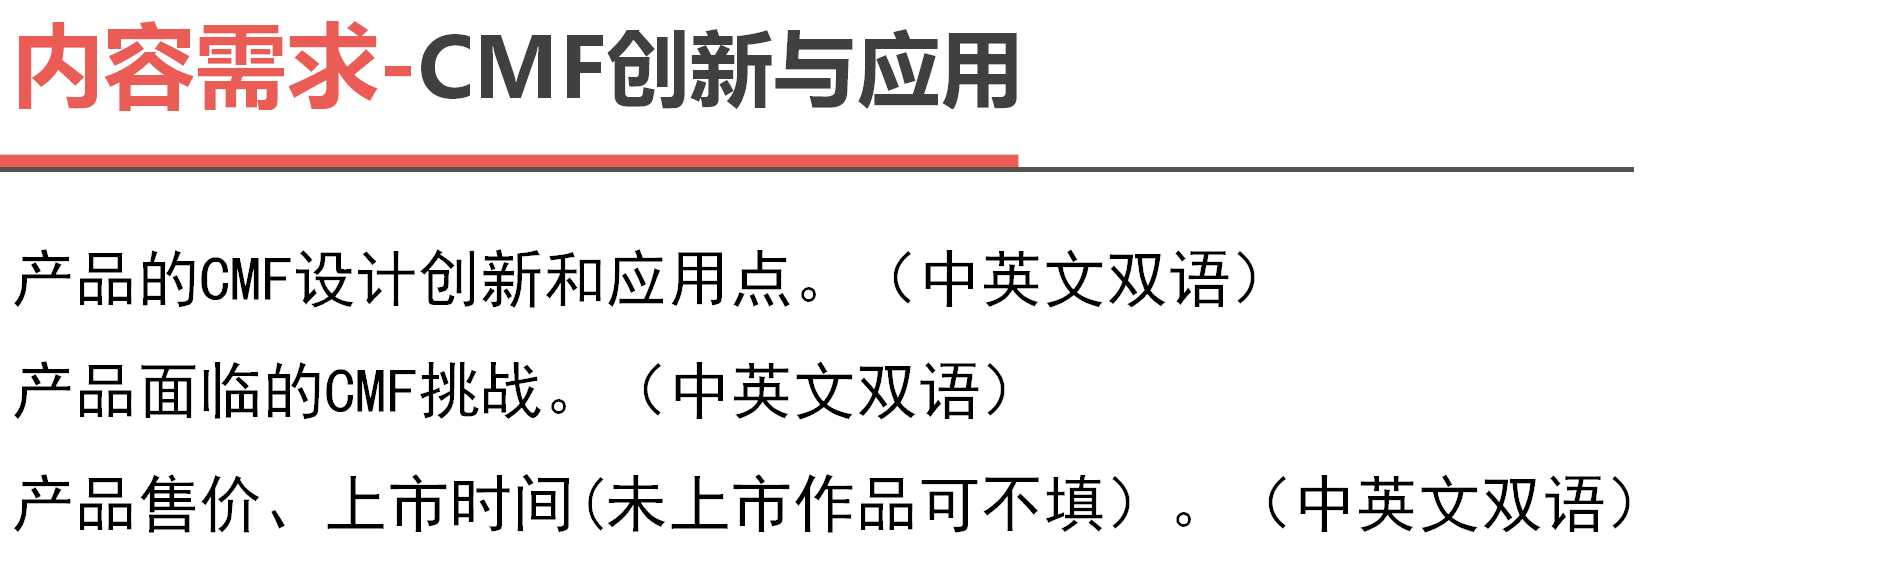 内容需求-CMF创新与应用
产品的CMF设计创新和应用点。（中英文双语）
产品面临的CMF挑战。（中英文双语）
产品售价、上市时间(未上市作品可不填）。（中英文双语）